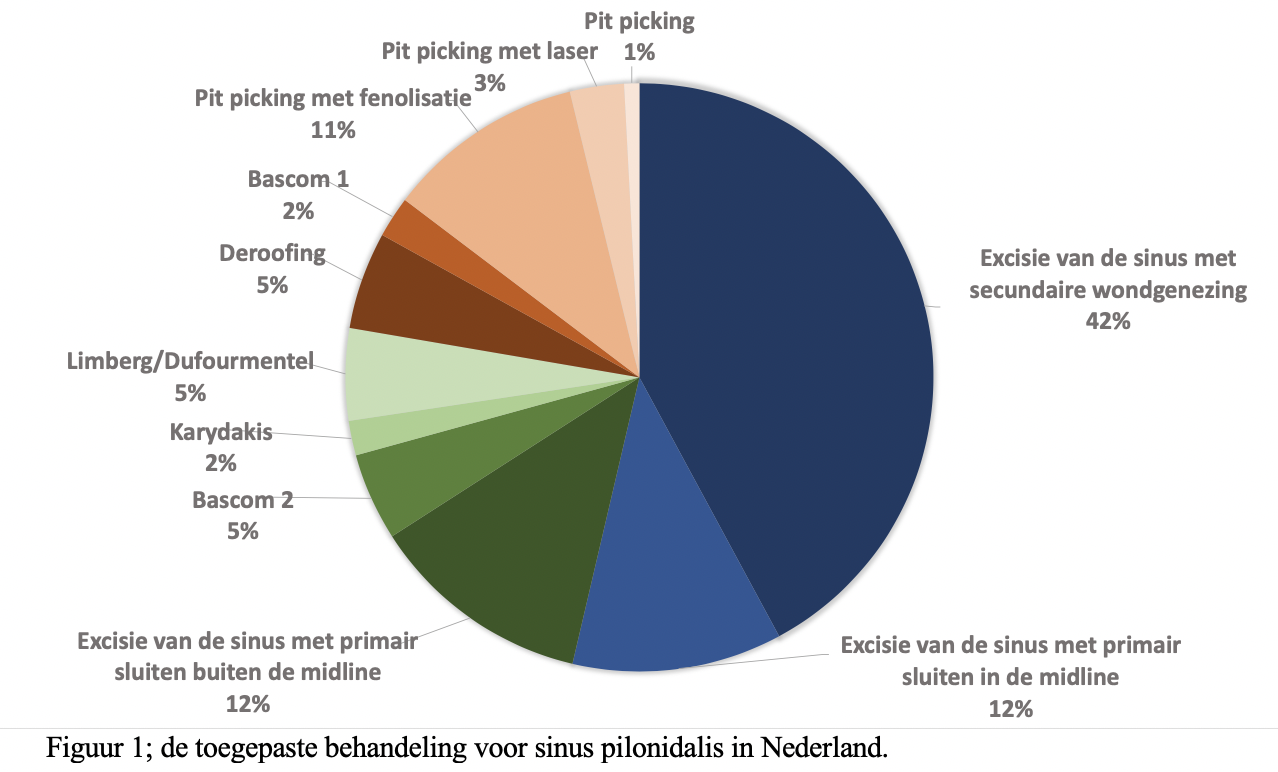 Pit picking
1%
Pit picking met laser
3%
Pit picking met fenolisatie
11%
Bascom 1
2%
Deroofing
5%
Excisie van de sinus met
secundaire wondgenezing
42%
Limberg/Dufourmentel
5%
Karydakis
2%
Bascom 2
5%
Excisie van de sinus met primair
sluiten buiten de midline
12%
Excisie van de sinus met primair
sluiten in de midline
12%
Figuur 1; de toegepaste behandeling voor sinus pilonidalis in Nederland.